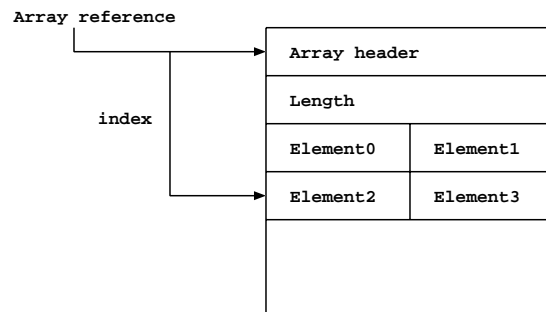 Array reference
Array header
Length
index
Element0 Element1
Element2 Element3